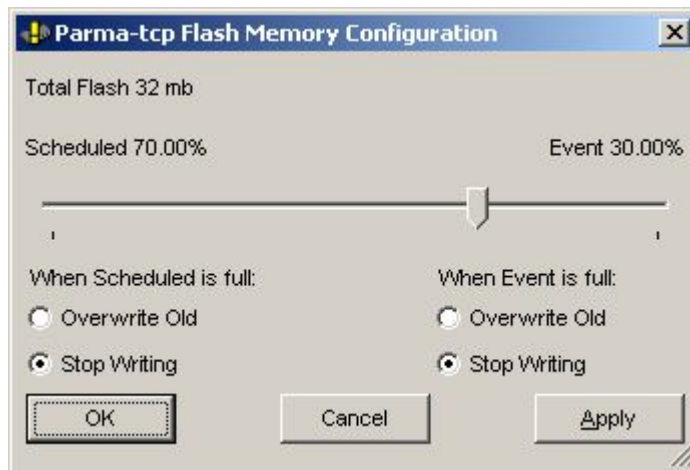 Parma-tcp Flash Memory Configuration
Total Flash 32 mb
Scheduled 70.00% Event 30.00%
When Scheduled is full: When Event is full:
Overwrite Old Overwrite Old
Stop Writing Stop Writing
OK Cancel Apply